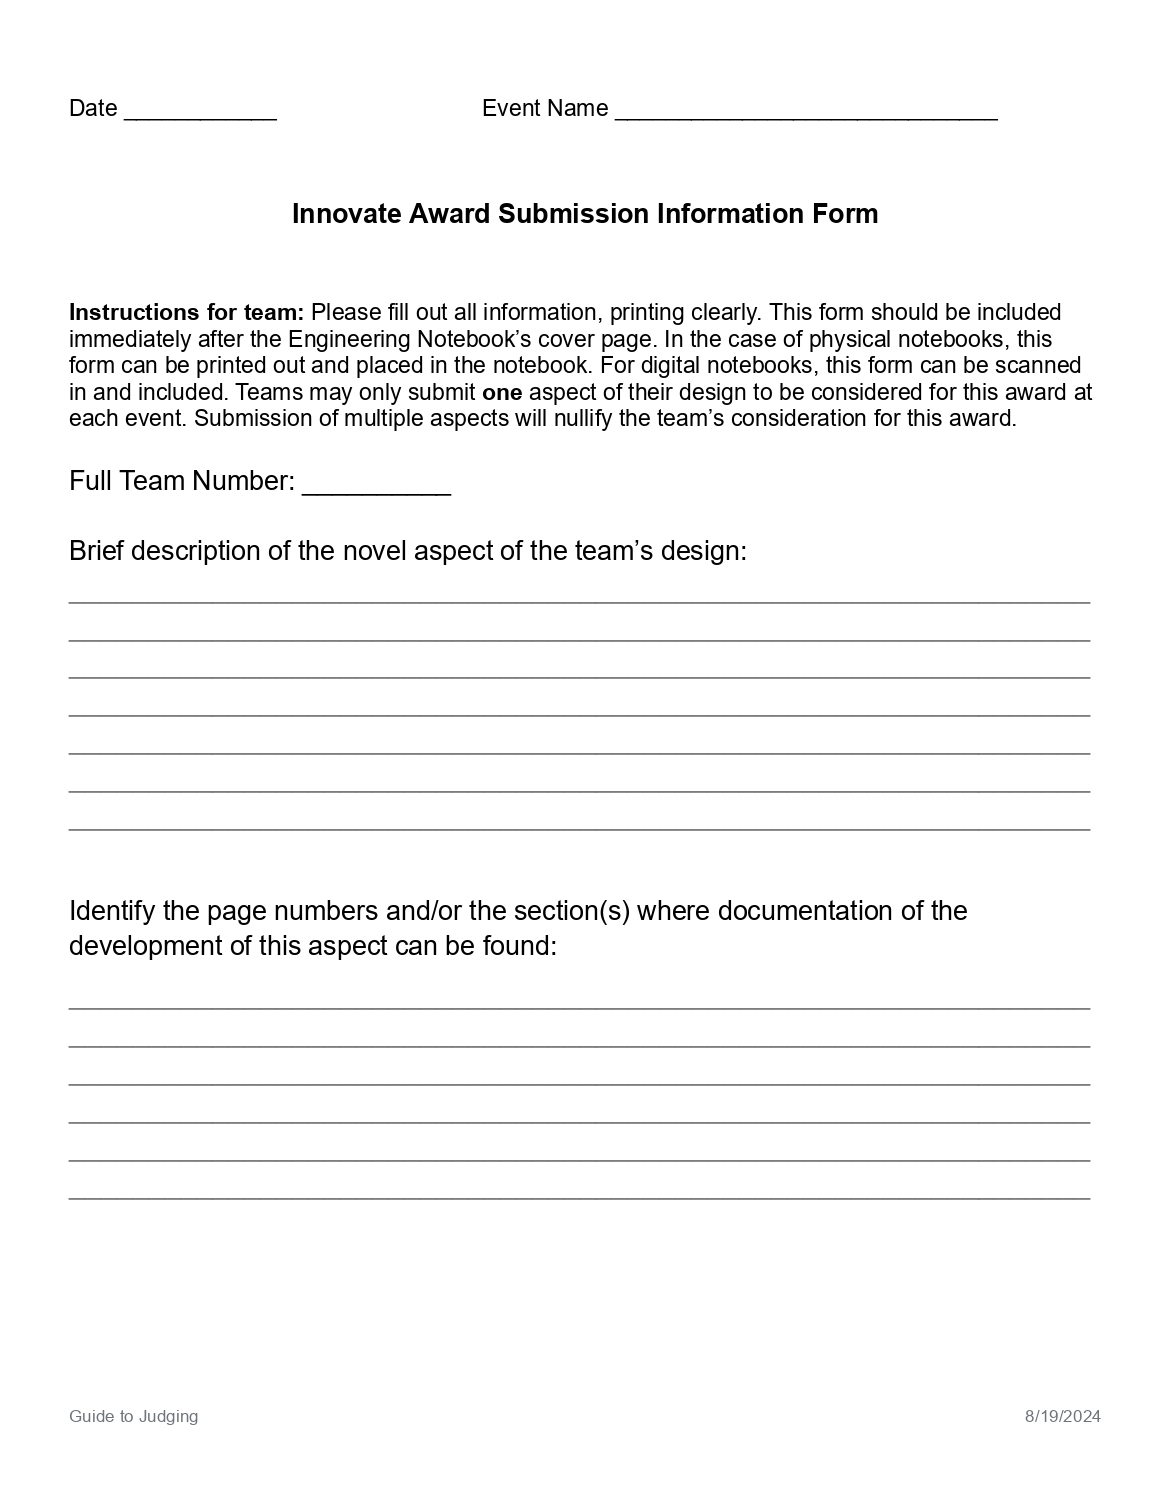 Date ____________ Event Name ______________________________
Innovate Award Submission Information Form
Instructions for team: Please fill out all information, printing clearly. This form should be included
immediately after the Engineering Notebook’s cover page. In the case of physical notebooks, this
form can be printed out and placed in the notebook. For digital notebooks, this form can be scanned
in and included. Teams may only submit one aspect of their design to be considered for this award at
each event. Submission of multiple aspects will nullify the team’s consideration for this award.
Full Team Number: __________
Brief description of the novel aspect of the team’s design:
Identify the page numbers and/or the section(s) where documentation of the
development of this aspect can be found:
Guide to Judging 8/19/2024